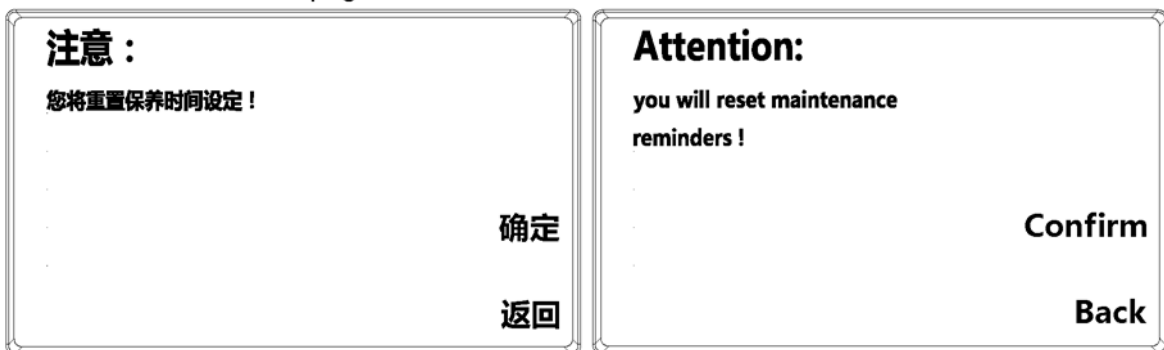 注意：
您将重置保养时间设定！
确定
返回
Attention:
you will reset maintenance
reminders !
Confirm
Back